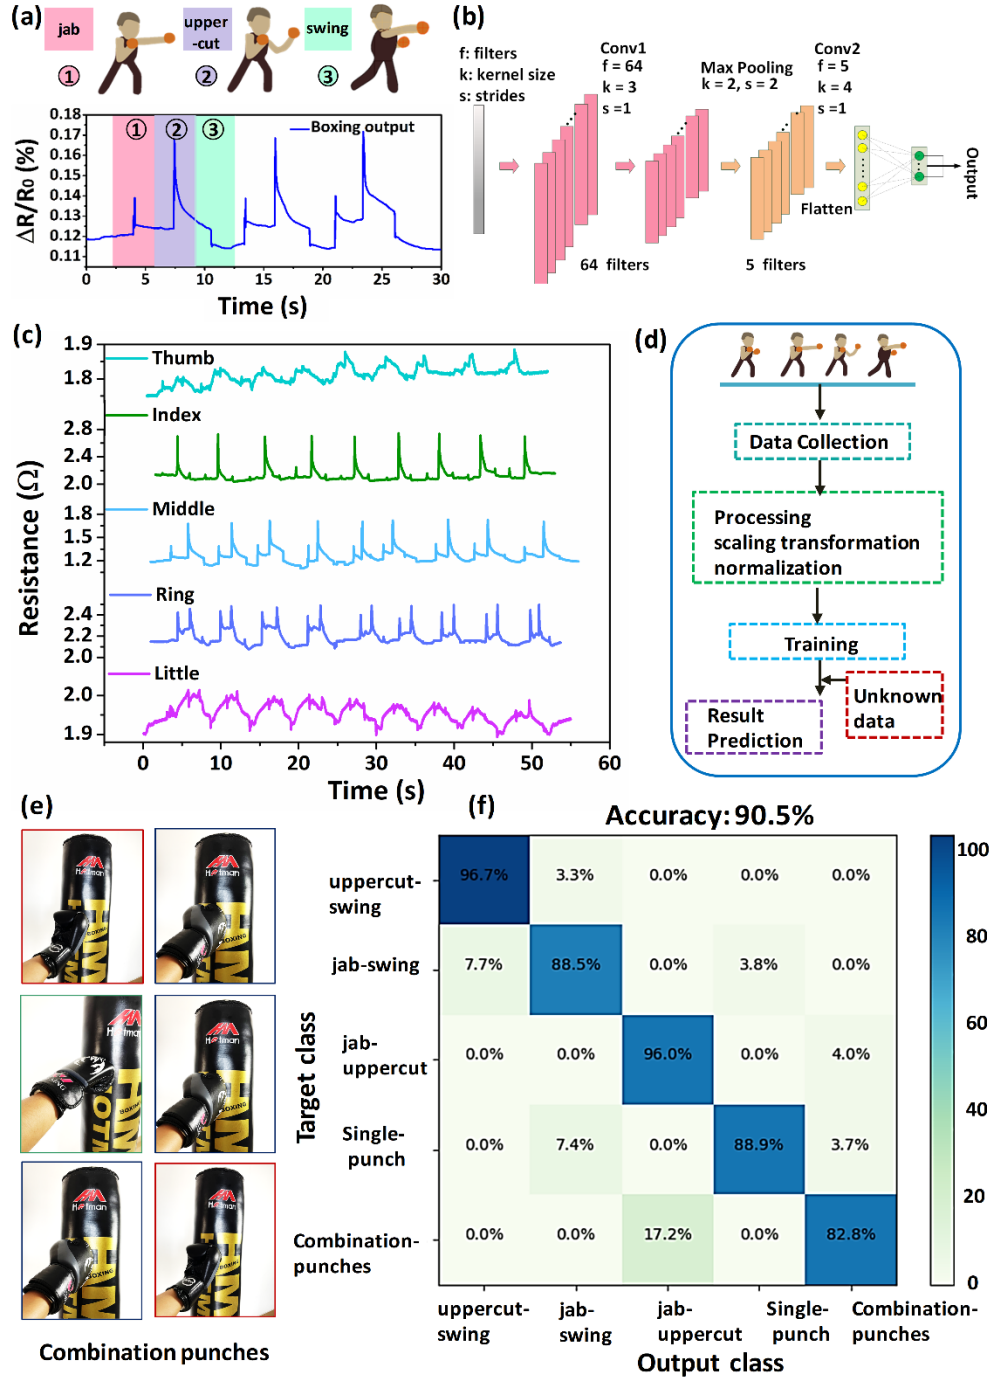 (a)
jab
upper
-cut
swing
1
2
3
0.18
0.17
0.16
0.15
0.13
0.12
0.11
ΔR/R0 (%)
1
2
3
Boxing output
0
5
10
15
20
25
30
Time (s)
(b)
f: filters
k: kernel size
s: strides
Conv1
f = 64
k = 3
s =1
Max Pooling
k = 2, s = 2
Conv2
f = 5
k = 4
s =1
Flatten
Output
64 filters
5 filters
(c)
1.9
1.8
Thumb
2.8
2.4
2.0
Index
1.8
1.5
1.2
Middle
2.4
2.2
2.0
Ring
2.0
1.9
Little
Resistance (Ω)
0
10
20
30
40
50
60
Time (s)
(d)
Data Collection
Processing
scaling transformation
normalization
Training
Unknown
data
Result
Prediction
(e)
Combination punches
(f)
Accuracy: 90.5%
Target class
uppercut-
swing
96.7% 3.3% 0.0% 0.0% 0.0%
jab-swing
7.7% 88.5% 0.0% 3.8% 0.0%
jab-
uppercut
0.0% 0.0% 96.0% 0.0% 4.0%
Single-
punch
0.0% 7.4% 0.0% 88.9% 3.7%
Combination-
punches
0.0% 0.0% 17.2% 0.0% 82.8%
uppercut-
swing
jab-
swing
jab-
uppercut
Single-
punch
Combination-
punches
Output class
100
80
60
40
20
0